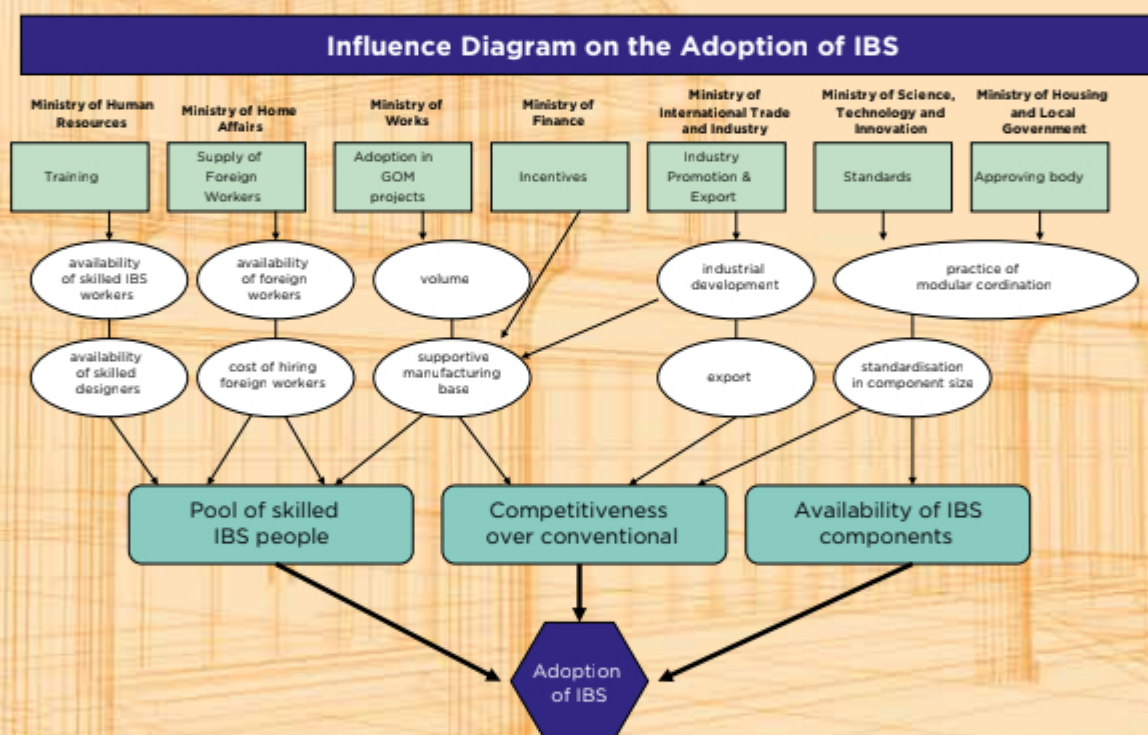 Influence Diagram on the Adoption of IBS
Ministry of Human
Resources
Ministry of Home
Affairs
Ministry of
Works
Ministry of
Finance
Ministry of
International Trade
and Industry
Ministry of Science,
Technology and
Innovation
Ministry of Housing
and Local
Government
Training
Supply of
Foreign
Workers
Adoption in
GOM
projects
Incentives
Industry
Promotion &
Export
Standards
Approving body
availability
of skilled IBS
workers
availability
of foreign
workers
volume
industrial
development
practice of
modular cordination
availability
of skilled
designers
cost of hiring
foreign workers
supportive
manufacturing
base
export
standardisation
in component size
Pool of skilled
IBS people
Competitiveness
over conventional
Availability of IBS
components
Adoption
of IBS